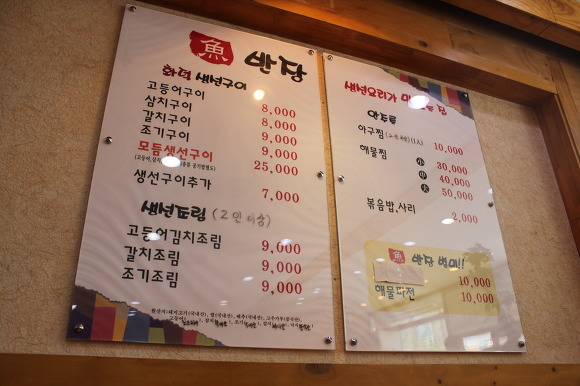 魚 반장
화덕 생선구이
고등어구이 8,000
삼치구이 8,000
갈치구이 9,000
조기구이 9,000
모듬생선구이 25,000
생선구이추가 7,000
생선조림 (2인 이상)
고등어김치조림 9,000
갈치조림 9,000
조기조림 9,000
생선요리가
아구찜 10,000
해물찜 小 30,000
中 40,000
大 50,000
볶음밥,사리 2,000
魚 반장 별미!
10,000
해물파전 10,000